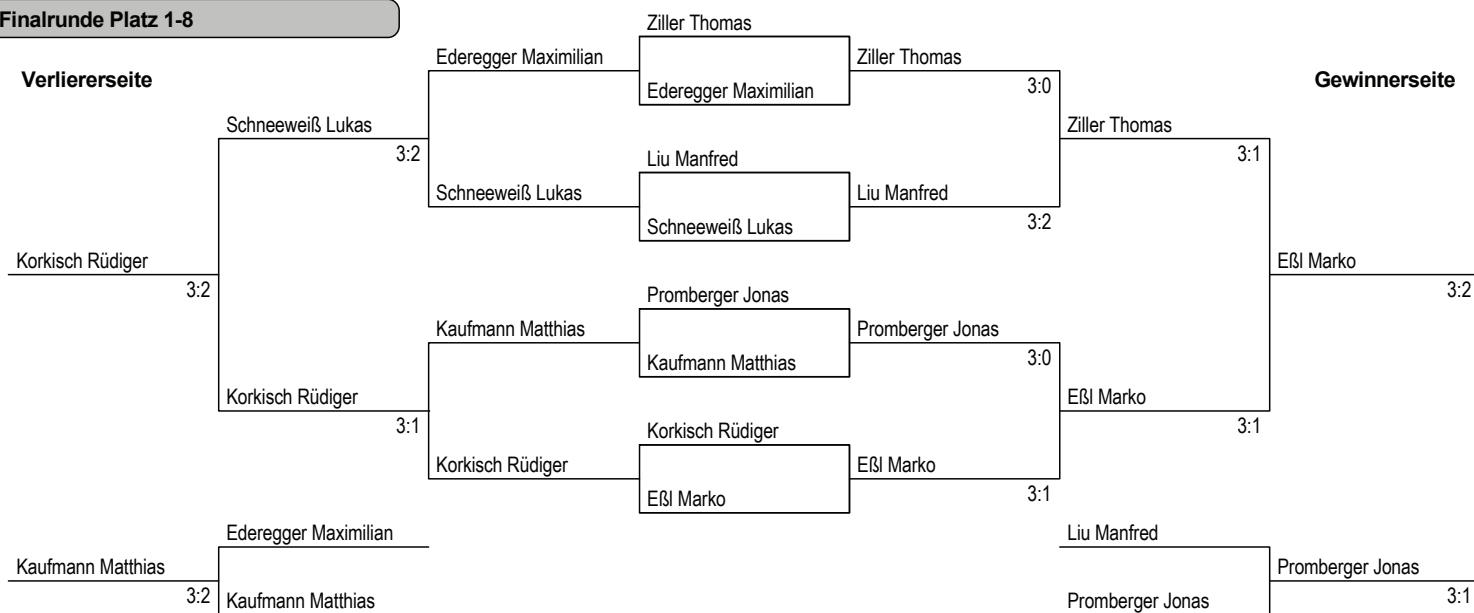 Finalrunde Platz 1-8
Ziller Thomas
Ederegger Maximilian
Ziller Thomas
Verliererseite
Gewinnerseite
3:0
Ederegger Maximilian
Schneeweiß Lukas
Ziller Thomas
3:2
3:1
Liu Manfred
Schneeweiß Lukas
Liu Manfred
3:2
Schneeweiß Lukas
Korkisch Rüdiger
Eßl Marko
3:2
3:2
Promberger Jonas
Kaufmann Matthias
Promberger Jonas
3:0
Kaufmann Matthias
Korkisch Rüdiger
Eßl Marko
3:1
3:1
Korkisch Rüdiger
Korkisch Rüdiger
Eßl Marko
3:1
Eßl Marko
Ederegger Maximilian
Liu Manfred
Kaufmann Matthias
Promberger Jonas
3:2
Kaufmann Matthias
Promberger Jonas
3:1